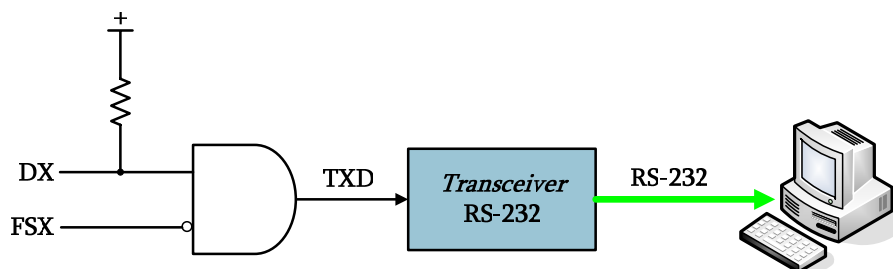 +
DX
FSX
TXD
Transceiver
RS-232
RS-232